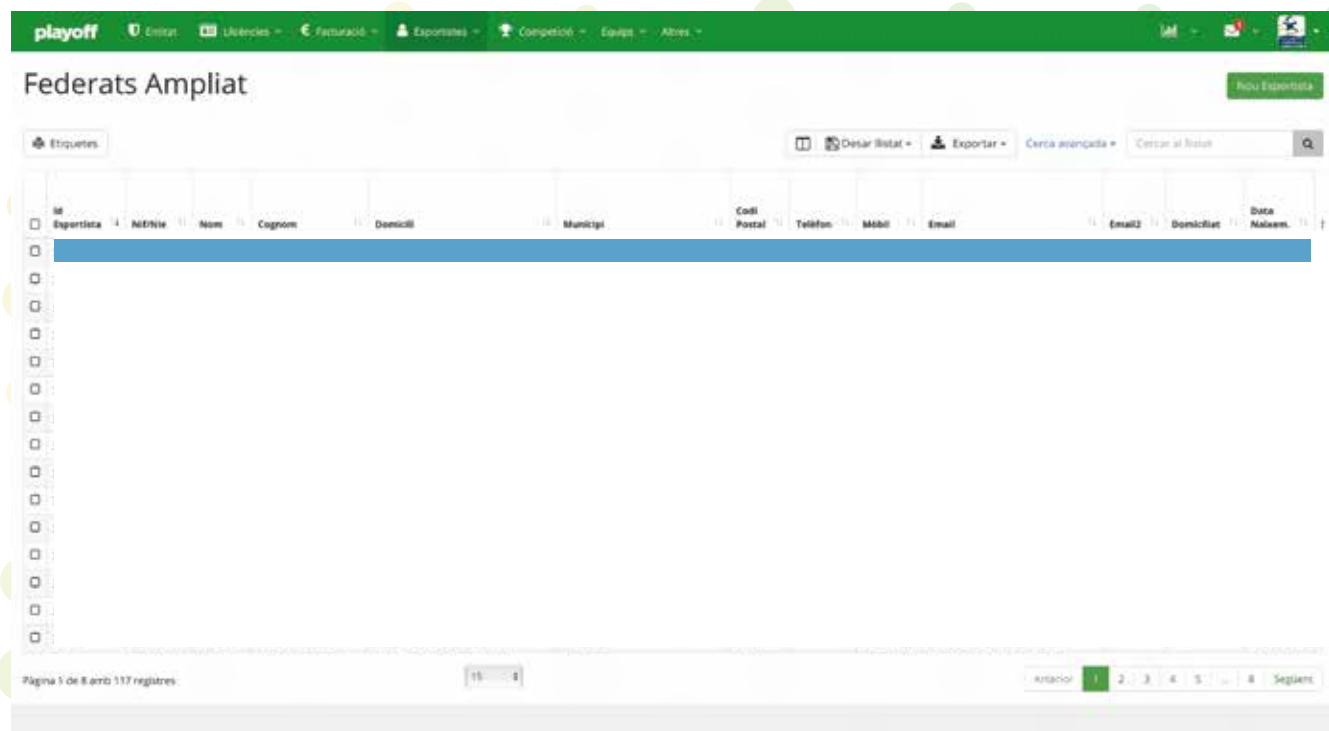 playoff Entitat Llicències Facturació Esportistes Competició Equips Altres
Federats Ampliat
Nou Esportista
Etiquetes
Desar llistat Exportar Cerca avançada Cercar al llistat
Id Esportista Nif/Nie Nom Cognom Domicili Municipi Codi Postal Telèfon Mòbil Email Email2 Domiciliat Data Naixem.
Pàgina 1 de 8 amb 117 registres
15
Anterior 1 2 3 4 5 ... 8 Següent